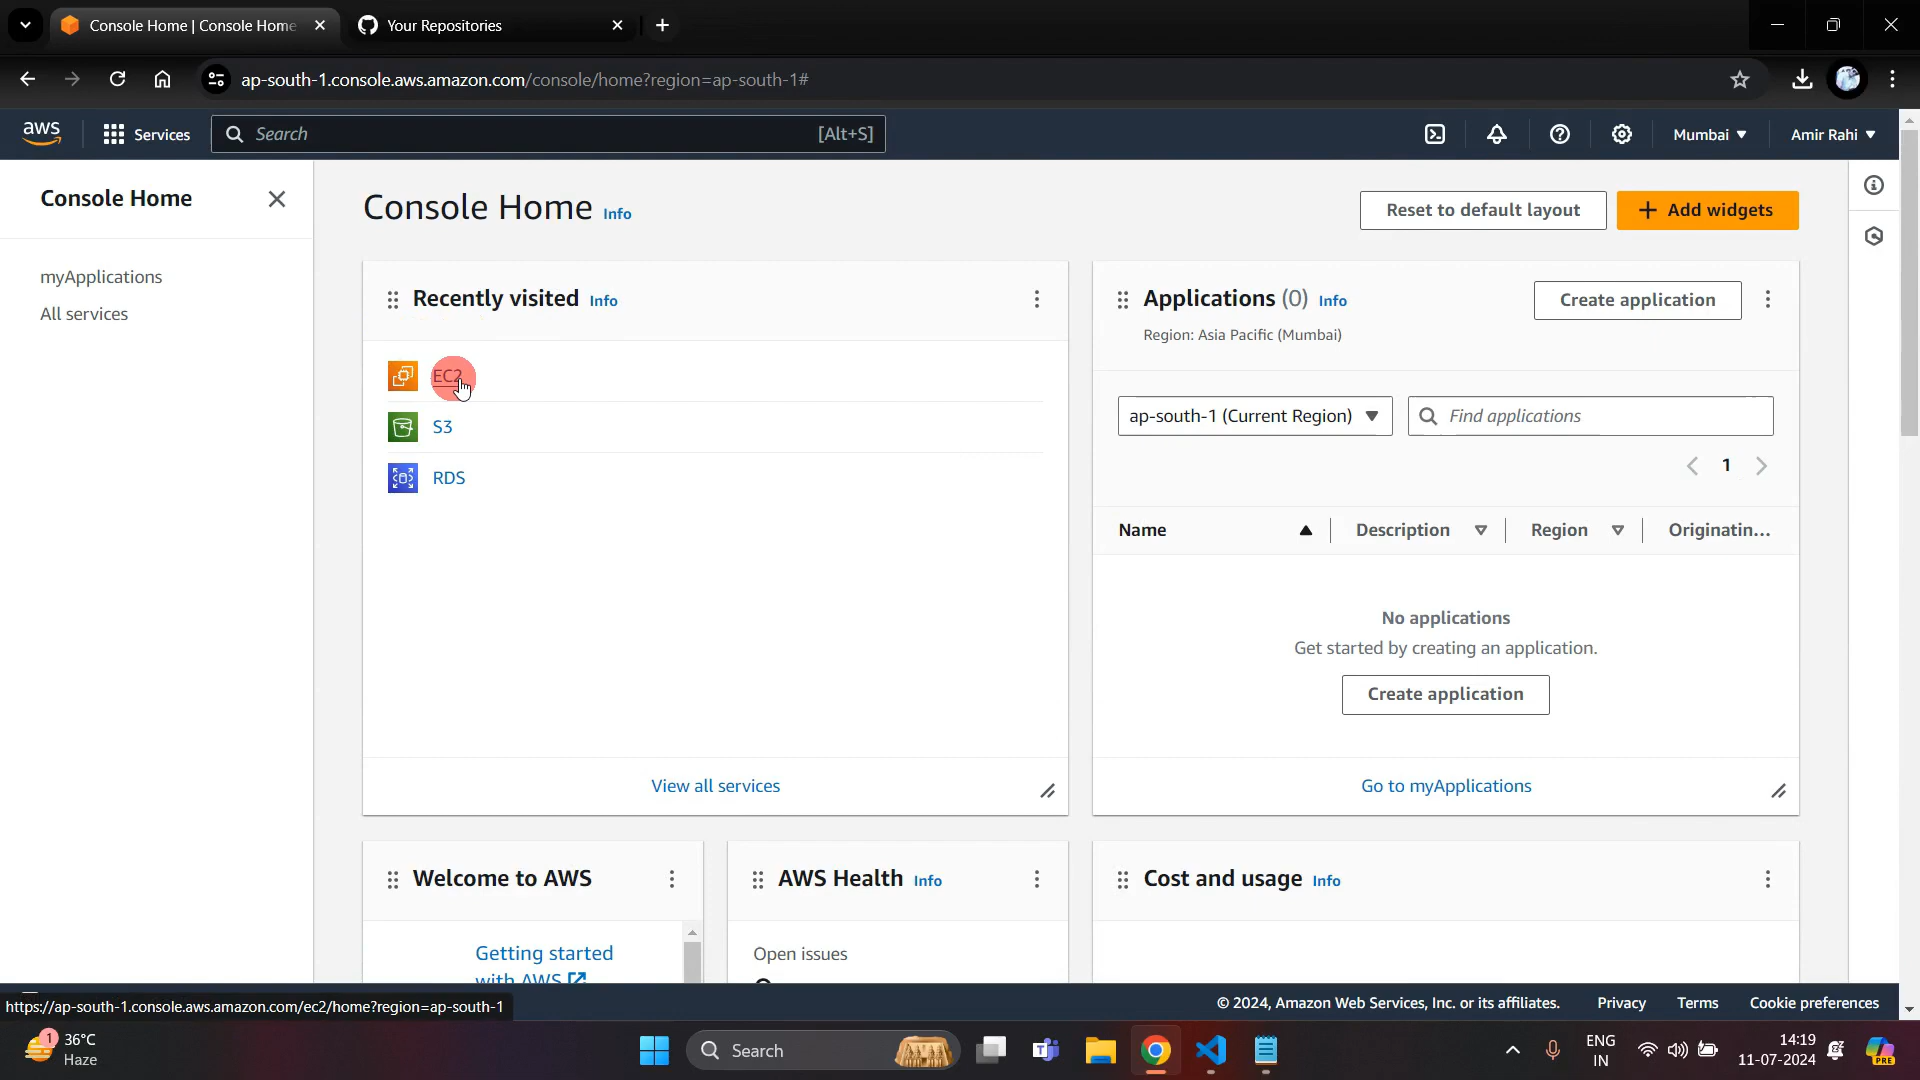 Console Home | Console Home
Your Repositories
ap-south-1.console.aws.amazon.com/console/home?region=ap-south-1#
aws
Services
Search
[Alt+S]
Mumbai
Amir Rahi
Console Home
myApplications
All services
Console Home Info
Reset to default layout
Add widgets
Recently visited Info
EC2
S3
RDS
View all services
Applications (0) Info
Region: Asia Pacific (Mumbai)
Create application
ap-south-1 (Current Region)
Find applications
1
Name
Description
Region
Originatin...
No applications
Get started by creating an application.
Create application
Go to myApplications
Welcome to AWS
Getting started
with AWS
AWS Health Info
Open issues
Cost and usage Info
https://ap-south-1.console.aws.amazon.com/ec2/home?region=ap-south-1
© 2024, Amazon Web Services, Inc. or its affiliates.
Privacy
Terms
Cookie preferences
1
36°C
Haze
Search
ENG
IN
14:19
11-07-2024
PRE